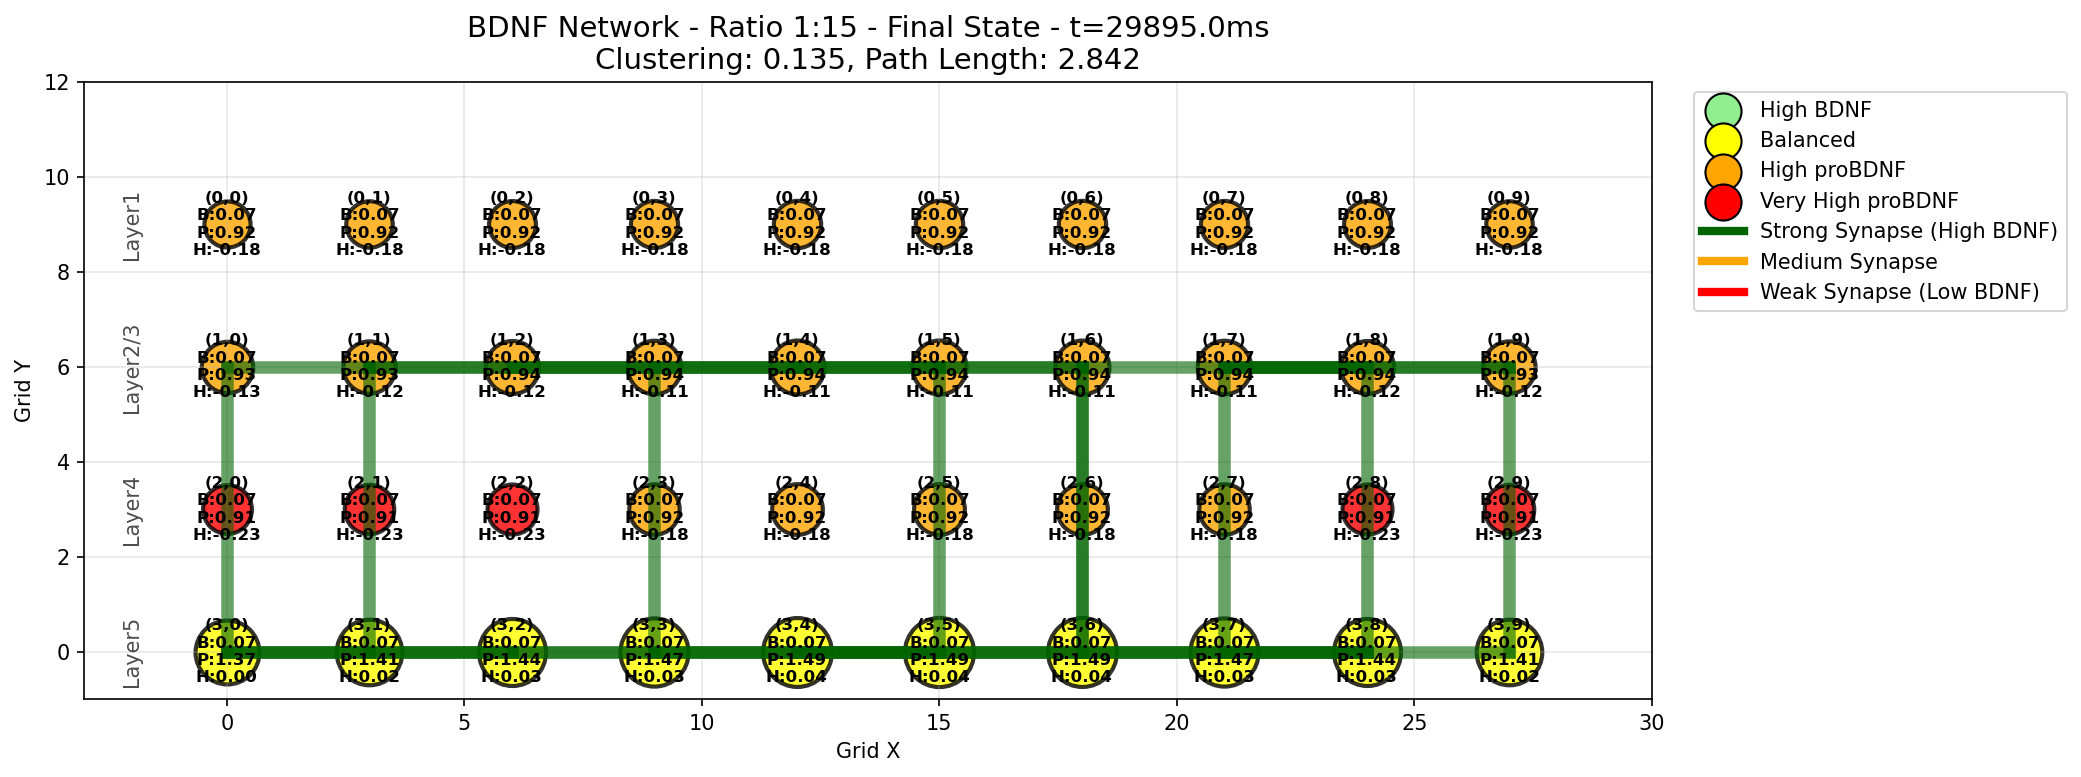 BDNF Network - Ratio 1:15 - Final State - t=29895.0ms
Clustering: 0.135, Path Length: 2.842
12
10
8
6
4
2
0
Grid Y
Layer1
Layer2/3
Layer4
Layer5
(0,0) (0,1) (0,2) (0,3) (0,4) (0,5) (0,6) (0,7) (0,8) (0,9)
B:0.07 B:0.07 B:0.07 B:0.07 B:0.07 B:0.07 B:0.07 B:0.07 B:0.07 B:0.07
P:0.92 P:0.92 P:0.92 P:0.92 P:0.92 P:0.92 P:0.92 P:0.92 P:0.92 P:0.92
H:-0.18 H:-0.18 H:-0.18 H:-0.18 H:-0.18 H:-0.18 H:-0.18 H:-0.18 H:-0.18 H:-0.18
(1,0) (1,1) (1,2) (1,3) (1,4) (1,5) (1,6) (1,7) (1,8) (1,9)
B:0.07 B:0.07 B:0.07 B:0.07 B:0.07 B:0.07 B:0.07 B:0.07 B:0.07 B:0.07
P:0.93 P:0.93 P:0.94 P:0.94 P:0.94 P:0.94 P:0.94 P:0.94 P:0.94 P:0.93
H:-0.13 H:-0.12 H:-0.12 H:-0.11 H:-0.11 H:-0.11 H:-0.11 H:-0.11 H:-0.12 H:-0.12
(2,0) (2,1) (2,2) (2,3) (2,4) (2,5) (2,6) (2,7) (2,8) (2,9)
B:0.07 B:0.07 B:0.07 B:0.07 B:0.07 B:0.07 B:0.07 B:0.07 B:0.07 B:0.07
P:0.91 P:0.91 P:0.91 P:0.92 P:0.92 P:0.92 P:0.92 P:0.92 P:0.91 P:0.91
H:-0.23 H:-0.23 H:-0.23 H:-0.18 H:-0.18 H:-0.18 H:-0.18 H:-0.18 H:-0.23 H:-0.23
(3,0) (3,1) (3,2) (3,3) (3,4) (3,5) (3,6) (3,7) (3,8) (3,9)
B:0.07 B:0.07 B:0.07 B:0.07 B:0.07 B:0.07 B:0.07 B:0.07 B:0.07 B:0.07
P:1.37 P:1.41 P:1.44 P:1.47 P:1.49 P:1.49 P:1.49 P:1.47 P:1.44 P:1.41
H:0.00 H:0.02 H:0.03 H:0.03 H:0.04 H:0.04 H:0.04 H:0.03 H:0.03 H:0.02
0 5 10 15 20 25 30
Grid X
High BDNF
Balanced
High proBDNF
Very High proBDNF
Strong Synapse (High BDNF)
Medium Synapse
Weak Synapse (Low BDNF)